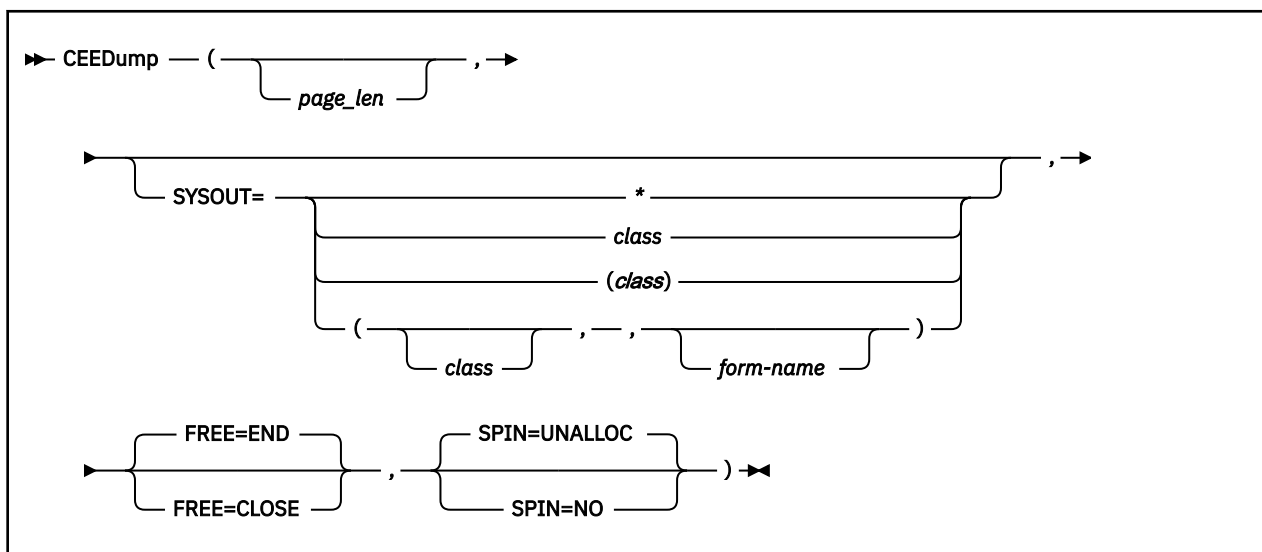 CEEDump ( page_len ,
SYSOUT= *
class
(class)
( class , , form-name )
FREE=END , SPIN=UNALLOC )
FREE=CLOSE SPIN=NO